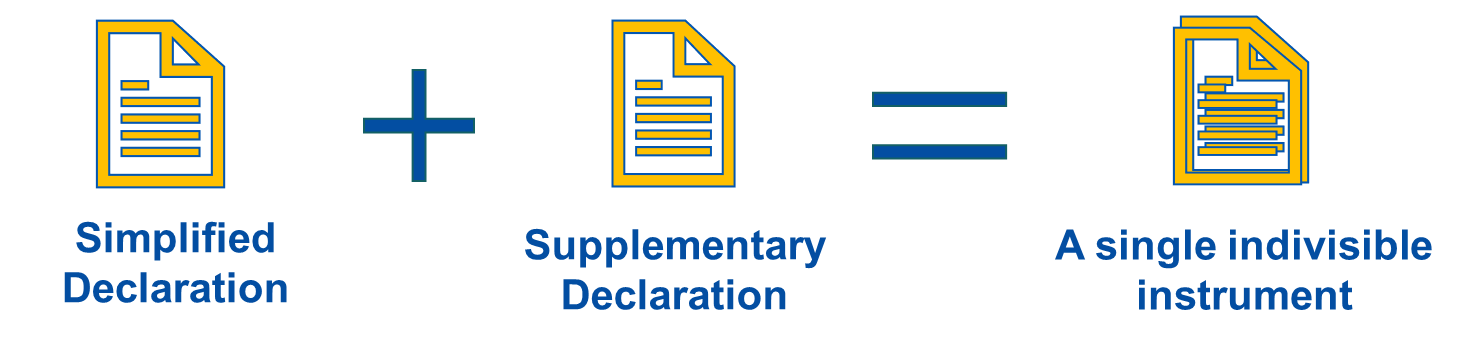 Simplified
Declaration
Supplementary
Declaration
A single indivisible
instrument